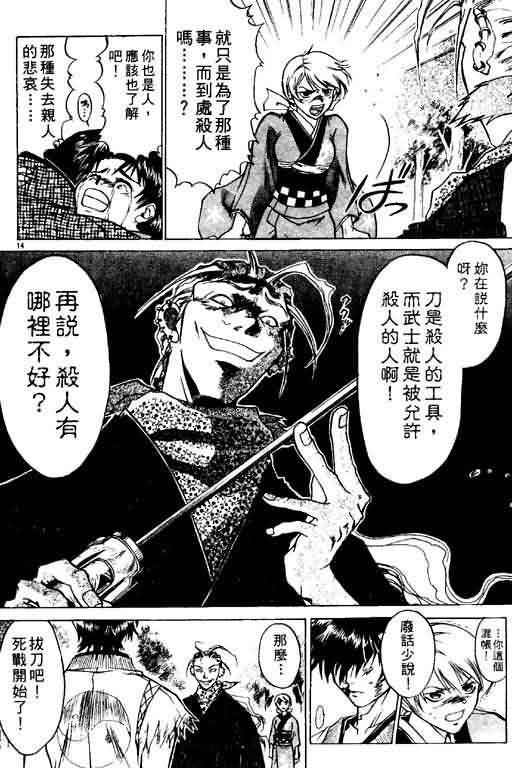 就只是為了那種
事，而到處殺人
嗎………？
你也是人，
應該也了解
吧！
那種失去親人
的悲哀……
嗚…
14
妳在說什麼
呀？
刀是殺人的工具，
而武士就是被允許
殺人的人啊！
再說，殺人有
哪裡不好？
…你這個
混帳！
廢話少說！
那麼…
拔刀吧！
死戰開始了！